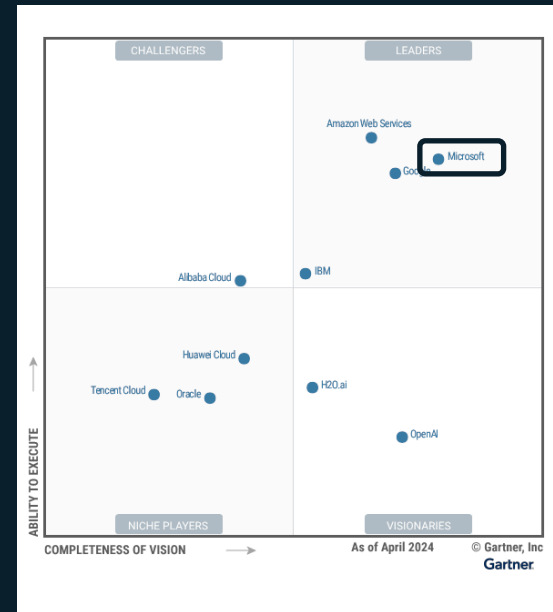 CHALLENGERS
LEADERS
Amazon Web Services
Microsoft
Google
Alibaba Cloud
IBM
Huawei Cloud
Tencent Cloud
Oracle
H2O.ai
OpenAI
ABILITY TO EXECUTE
NICHE PLAYERS
VISIONARIES
COMPLETENESS OF VISION
As of April 2024
© Gartner, Inc
Gartner